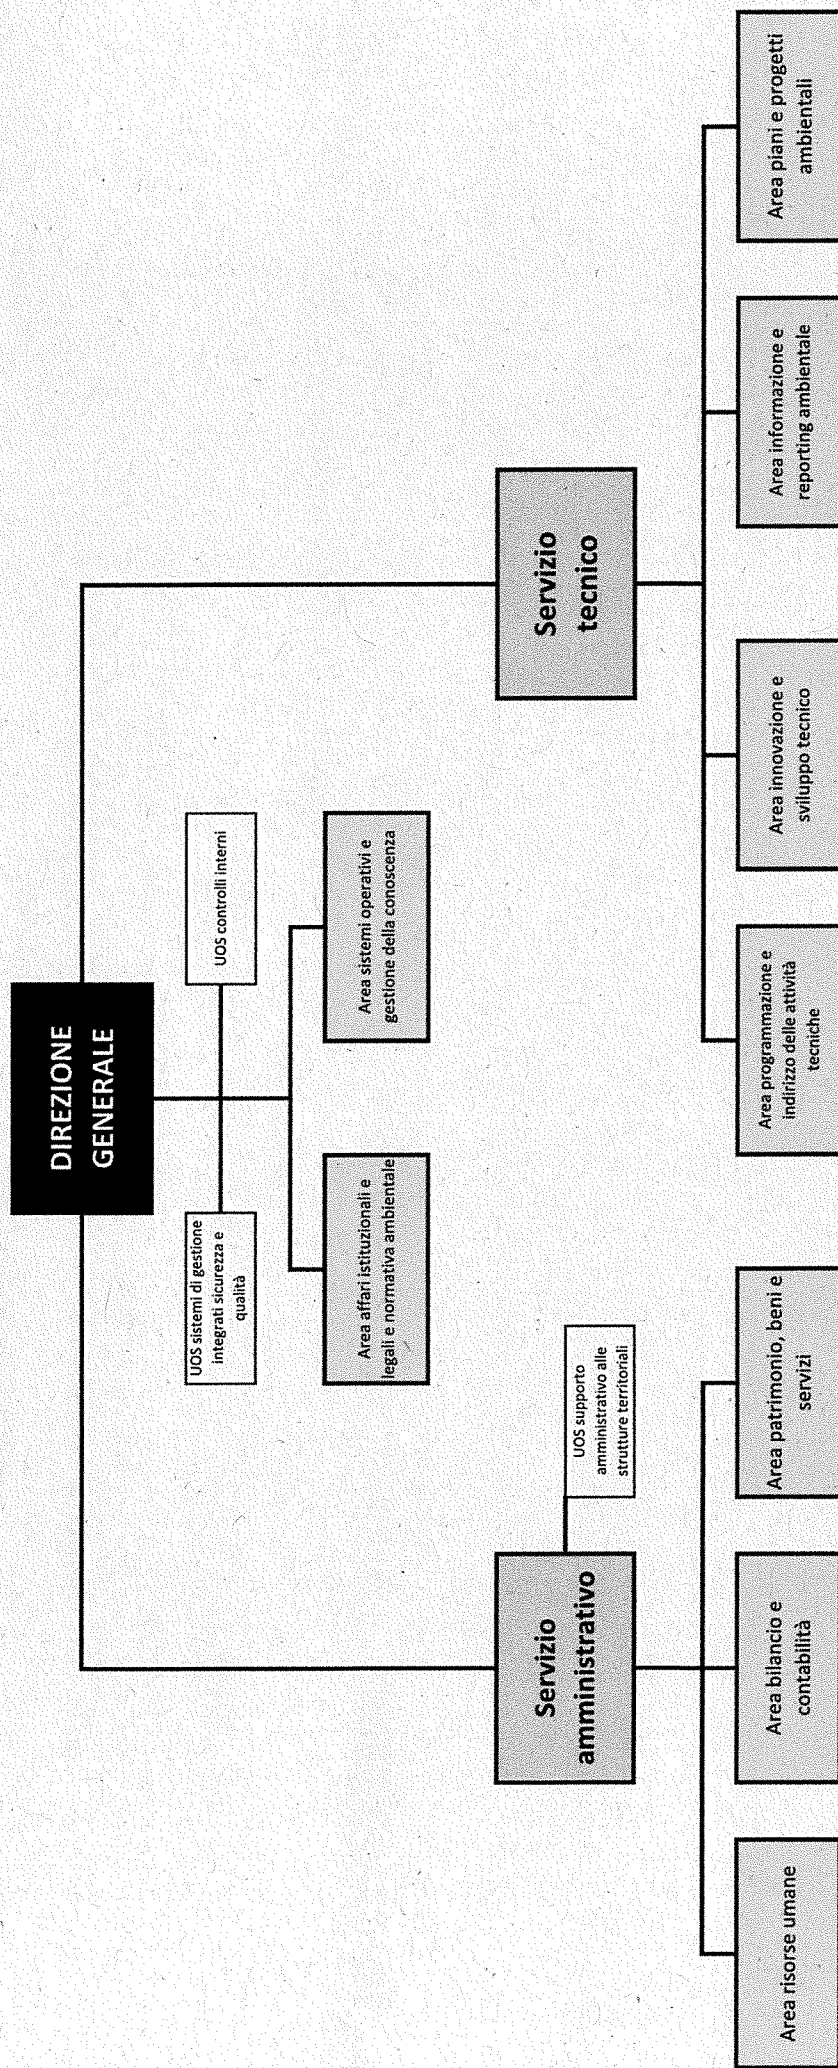 DIREZIONE
GENERALE
UOS sistemi di gestione
integrati sicurezza e
qualità
UOS controlli interni
Area affari istituzionali e
legali e normativa ambientale
Area sistemi operativi e
gestione della conoscenza
Servizio
amministrativo
UOS supporto
amministrativo alle
strutture territoriali
Servizio
tecnico
Area risorse umane
Area bilancio e
contabilità
Area patrimonio, beni e
servizi
Area programmazione e
indirizzo delle attività
tecniche
Area innovazione e
sviluppo tecnico
Area informazione e
reporting ambientale
Area piani e progetti
ambientali